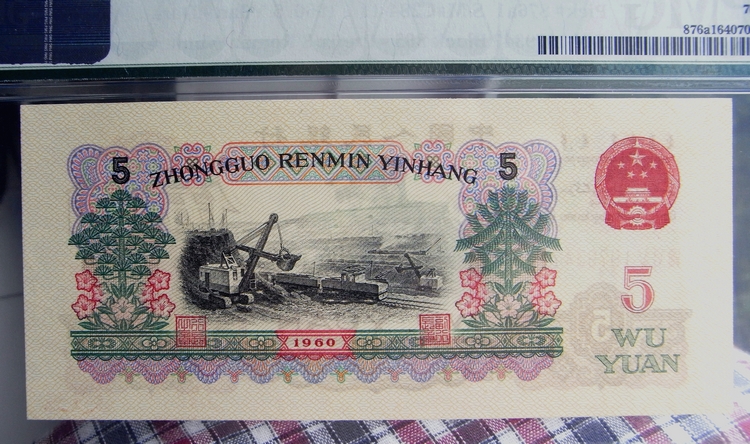 876a164070
5
ZHONGGUO RENMIN YINHANG
5
5
1960
WU
YUAN